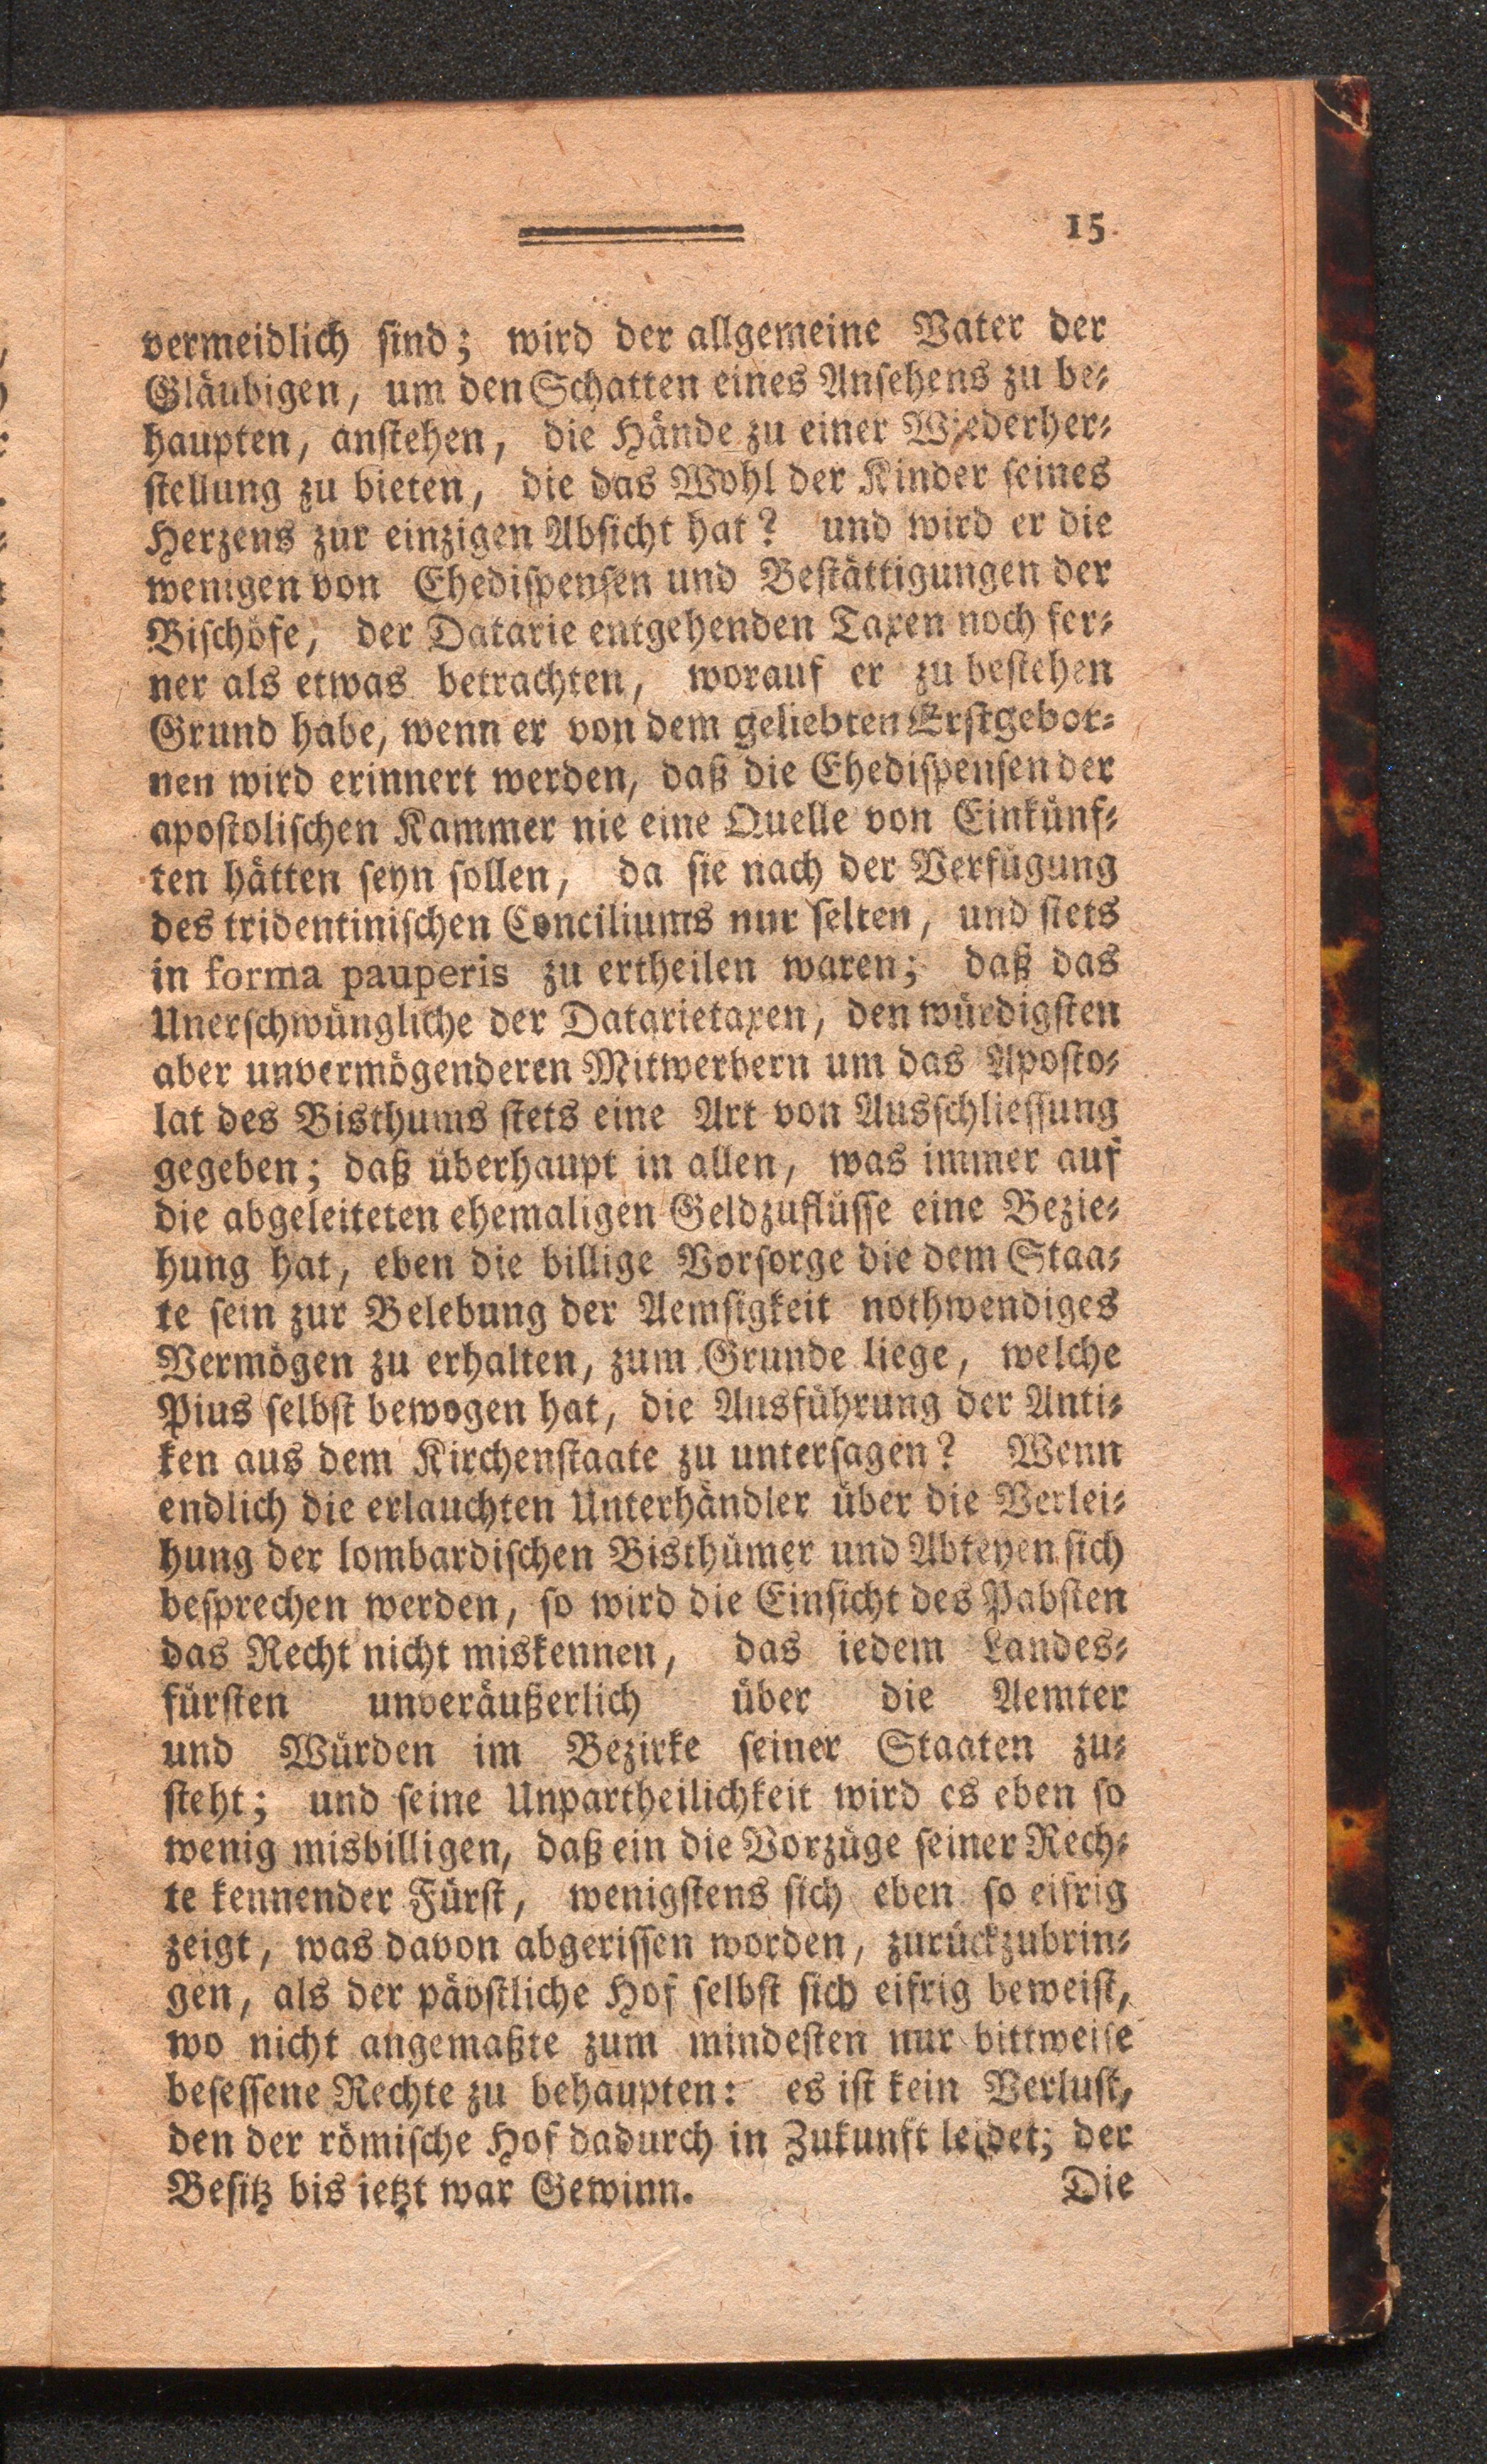 15
vermeidlich sind; wird der allgemeine Vater der
Gläubigen, um den Schatten eines Ansehens zu be⸗
haupten, anstehen, die Hände zu einer Wiederher⸗
stellung zu bieten, die das Wohl der Kinder seines
Herzens zur einzigen Absicht hat? und wird er die
wenigen von Ehedispensen und Bestättigungen der
Bischöfe, der Datarie entgehenden Taxen noch fer⸗
ner als etwas betrachten, worauf er zu bestehen
Grund habe, wenn er von dem geliebten Erstgebor⸗
nen wird erinnert werden, daß die Ehedispensen der
apostolischen Kammer nie eine Quelle von Einkünf⸗
ten hätten seyn sollen, da sie nach der Verfügung
des tridentinischen Conciliums nur selten, und stets
in forma pauperis zu ertheilen waren; daß das
Unerschwüngliche der Datarietaxen, den würdigsten
aber unvermögenderen Mitwerbern um das Aposto⸗
lat des Bisthums stets eine Art von Ausschliessung
gegeben; daß überhaupt in allen, was immer auf
die abgeleiteten ehemaligen Geldzuflüsse eine Bezie⸗
hung hat, eben die billige Vorsorge die dem Staa⸗
te sein zur Belebung der Aemsigkeit nothwendiges
Vermögen zu erhalten, zum Grunde liege, welche
Pius selbst bewogen hat, die Ausführung der Anti⸗
ken aus dem Kirchenstaate zu untersagen? Wenn
endlich die erlauchten Unterhändler über die Verlei⸗
hung der lombardischen Bisthümer und Abteyen sich
besprechen werden, so wird die Einsicht des Pabsten
das Recht nicht miskennen, das iedem Landes⸗
fürsten unveräußerlich über die Aemter
und Würden im Bezirke seiner Staaten zu⸗
steht; und seine Unpartheilichkeit wird es eben so
wenig misbilligen, daß ein die Vorzüge seiner Rech⸗
te kennender Fürst, wenigstens sich eben so eifrig
zeigt, was davon abgerissen worden, zurückzubrin⸗
gen, als der päbstliche Hof selbst sich eifrig beweist,
wo nicht angemaßte zum mindesten nur bittweise
besessene Rechte zu behaupten: es ist kein Verlust,
den der römische Hof dadurch in Zukunft leidet; der
Besitz bis ietzt war Gewinn. Die